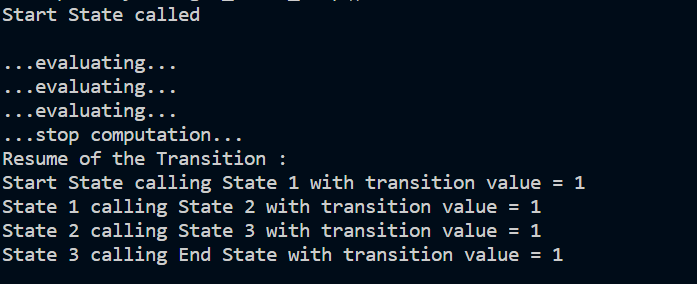 Start State called
...evaluating...
...evaluating...
...evaluating...
...stop computation...
Resume of the Transition :
Start State calling State 1 with transition value = 1
State 1 calling State 2 with transition value = 1
State 2 calling State 3 with transition value = 1
State 3 calling End State with transition value = 1